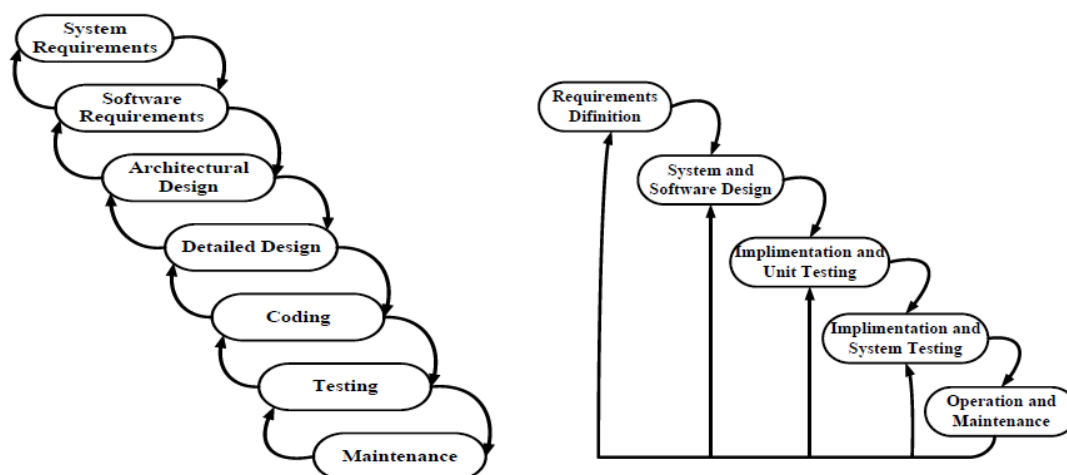 System
Requirements
Software
Requirements
Architectural
Design
Detailed Design
Coding
Testing
Maintenance
Requirements
Difinition
System and
Software Design
Implimentation and
Unit Testing
Implimentation and
System Testing
Operation and
Maintenance